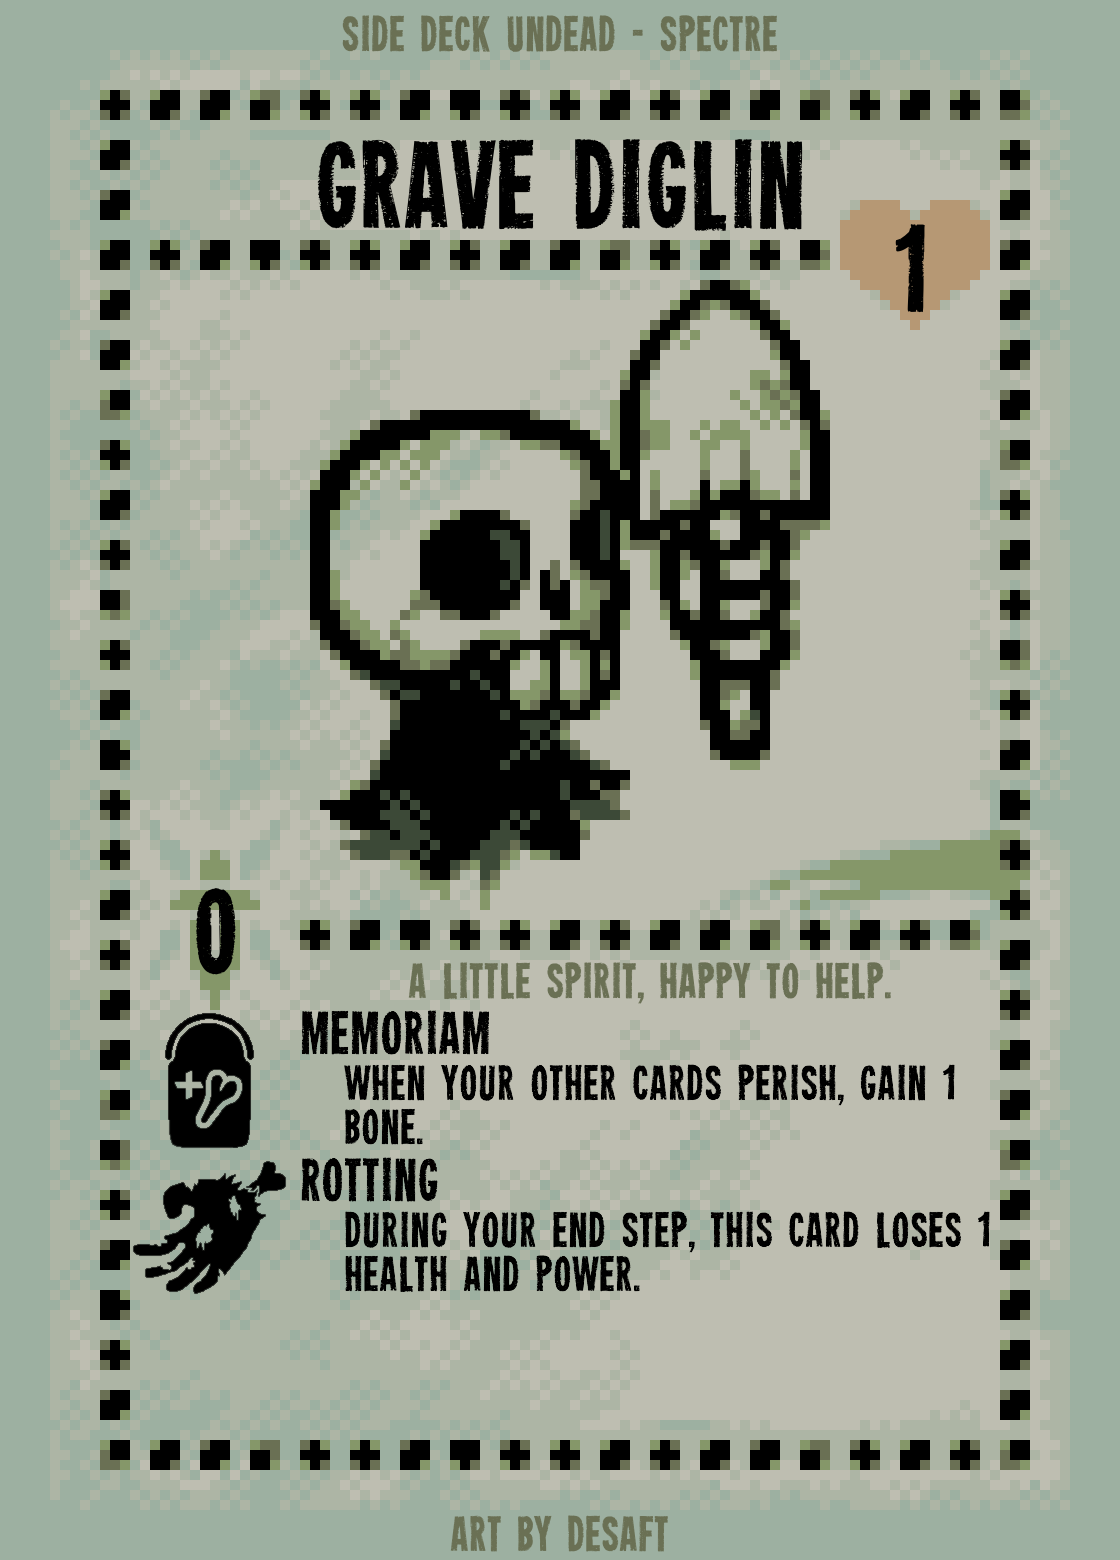 SIDE DECK UNDEAD - SPECTRE
GRAVE DIGLIN
1
0
A LITTLE SPIRIT, HAPPY TO HELP.
MEMORIAM
WHEN YOUR OTHER CARDS PERISH, GAIN 1
BONE.
ROTTING
DURING YOUR END STEP, THIS CARD LOSES 1
HEALTH AND POWER.
ART BY DESAFT